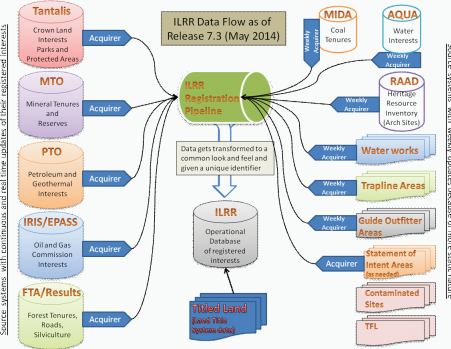 ILRR Data Flow as of
Release 7.3 (May 2014)
Source systems with continuous and real time updates of their registered interests
Tantalis
Crown Land
Interests
Parks and
Protected Areas
Acquirer
MTO
Mineral Tenures
and
Reserves
Acquirer
PTO
Petroleum and
Geothermal
Interests
Acquirer
IRIS/EPASS
Oil and Gas
Commission
Interests
Acquirer
FTA/Results
Forest Tenures,
Roads,
Silviculture
Acquirer
ILRR
Registration
Pipeline
Data gets transformed to a
common look and feel and
given a unique identifier
ILRR
Operational
Database
of registered
interests
Titled Land
(Land Title
system data)
MIDA
Coal
Tenures
Weekly
Acquirer
AQUA
Water
Interests
Weekly
Acquirer
RAAD
Heritage
Resource
Inventory
(Arch Sites)
Weekly
Acquirer
Weekly
Acquirer
Water works
Weekly
Acquirer
Trapline Areas
Weekly
Acquirer
Guide Outfitter
Areas
Acquirer
Statement of
Intent Areas
(as needed)
Contaminated
Sites
TFL